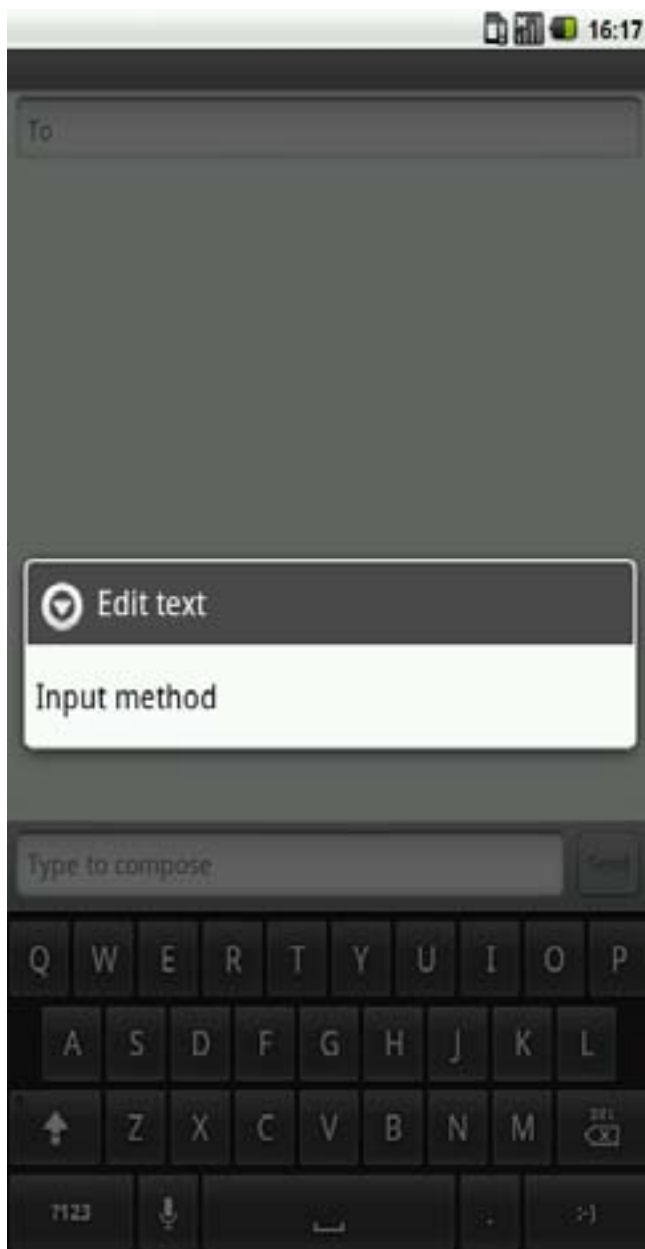 16:17
To
Edit text
Input method
Type to compose
Send
Q W E R T Y U I O P
A S D F G H J K L
Z X C V B N M DEL
?123 . :-)